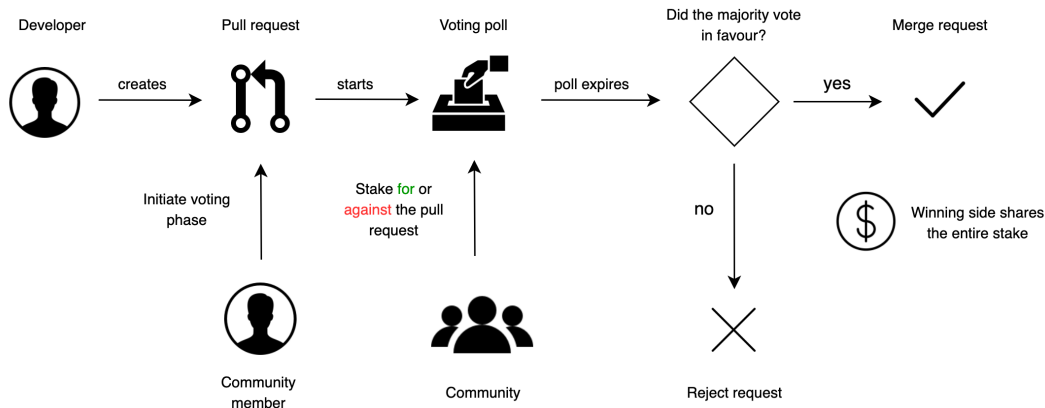 Developer
Pull request
Voting poll
Did the majority vote
in favour?
Merge request
creates
starts
poll expires
yes
Initiate voting
phase
Stake for or
against the pull
request
no
Winning side shares
the entire stake
Community
member
Community
Reject request